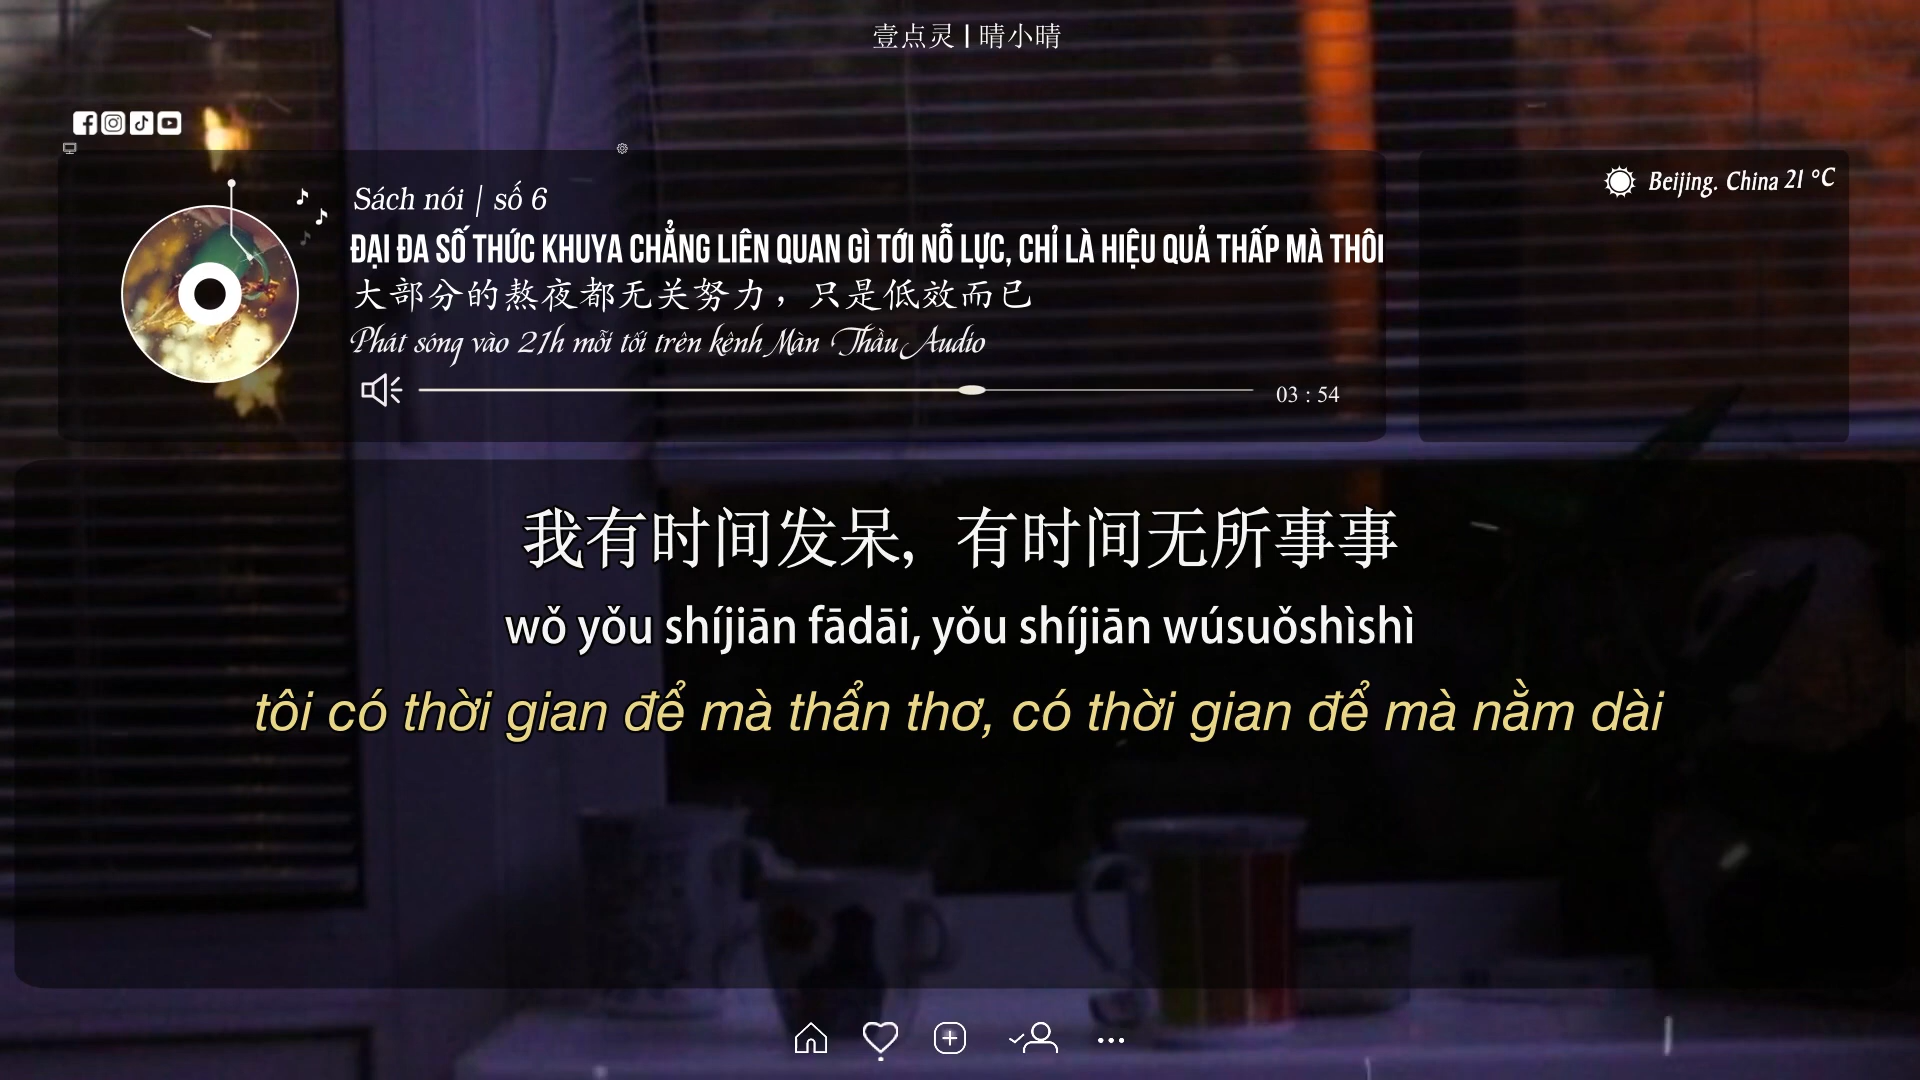 壹点灵 | 晴小晴
Beijing. China 21 °C
Sách nói | số 6
ĐẠI ĐA SỐ THỨC KHUYA CHẲNG LIÊN QUAN GÌ TỚI NỖ LỰC, CHỈ LÀ HIỆU QUẢ THẤP MÀ THÔI
大部分的熬夜都无关努力，只是低效而已
Phát sóng vào 21h mỗi tối trên kênh Màn Thầu Audio
03 : 54
我有时间发呆, 有时间无所事事
wǒ yǒu shíjiān fādāi, yǒu shíjiān wúsuǒshìshì
tôi có thời gian để mà thẩn thơ, có thời gian để mà nằm dài